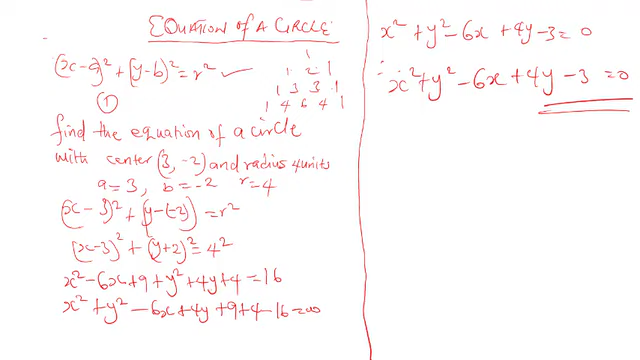 EQUATION OF A CIRCLE
(x-a)² + (y-b)² = r² ✓
①
1
1 2 1
1 3 3 1
1 4 6 4 1
find the equation of a circle
with center (3, -2) and radius 4units
a=3, b=-2 r=4
(x-3)² + (y-(-2)) = r²
(x-3)² + (y+2)² = 4²
x² - 6x + 9 + y² + 4y + 4 = 16
x² + y² - 6x + 4y + 9 + 4 - 16 = 0
x² + y² - 6x + 4y - 3 = 0
∴ x² + y² - 6x + 4y - 3 = 0